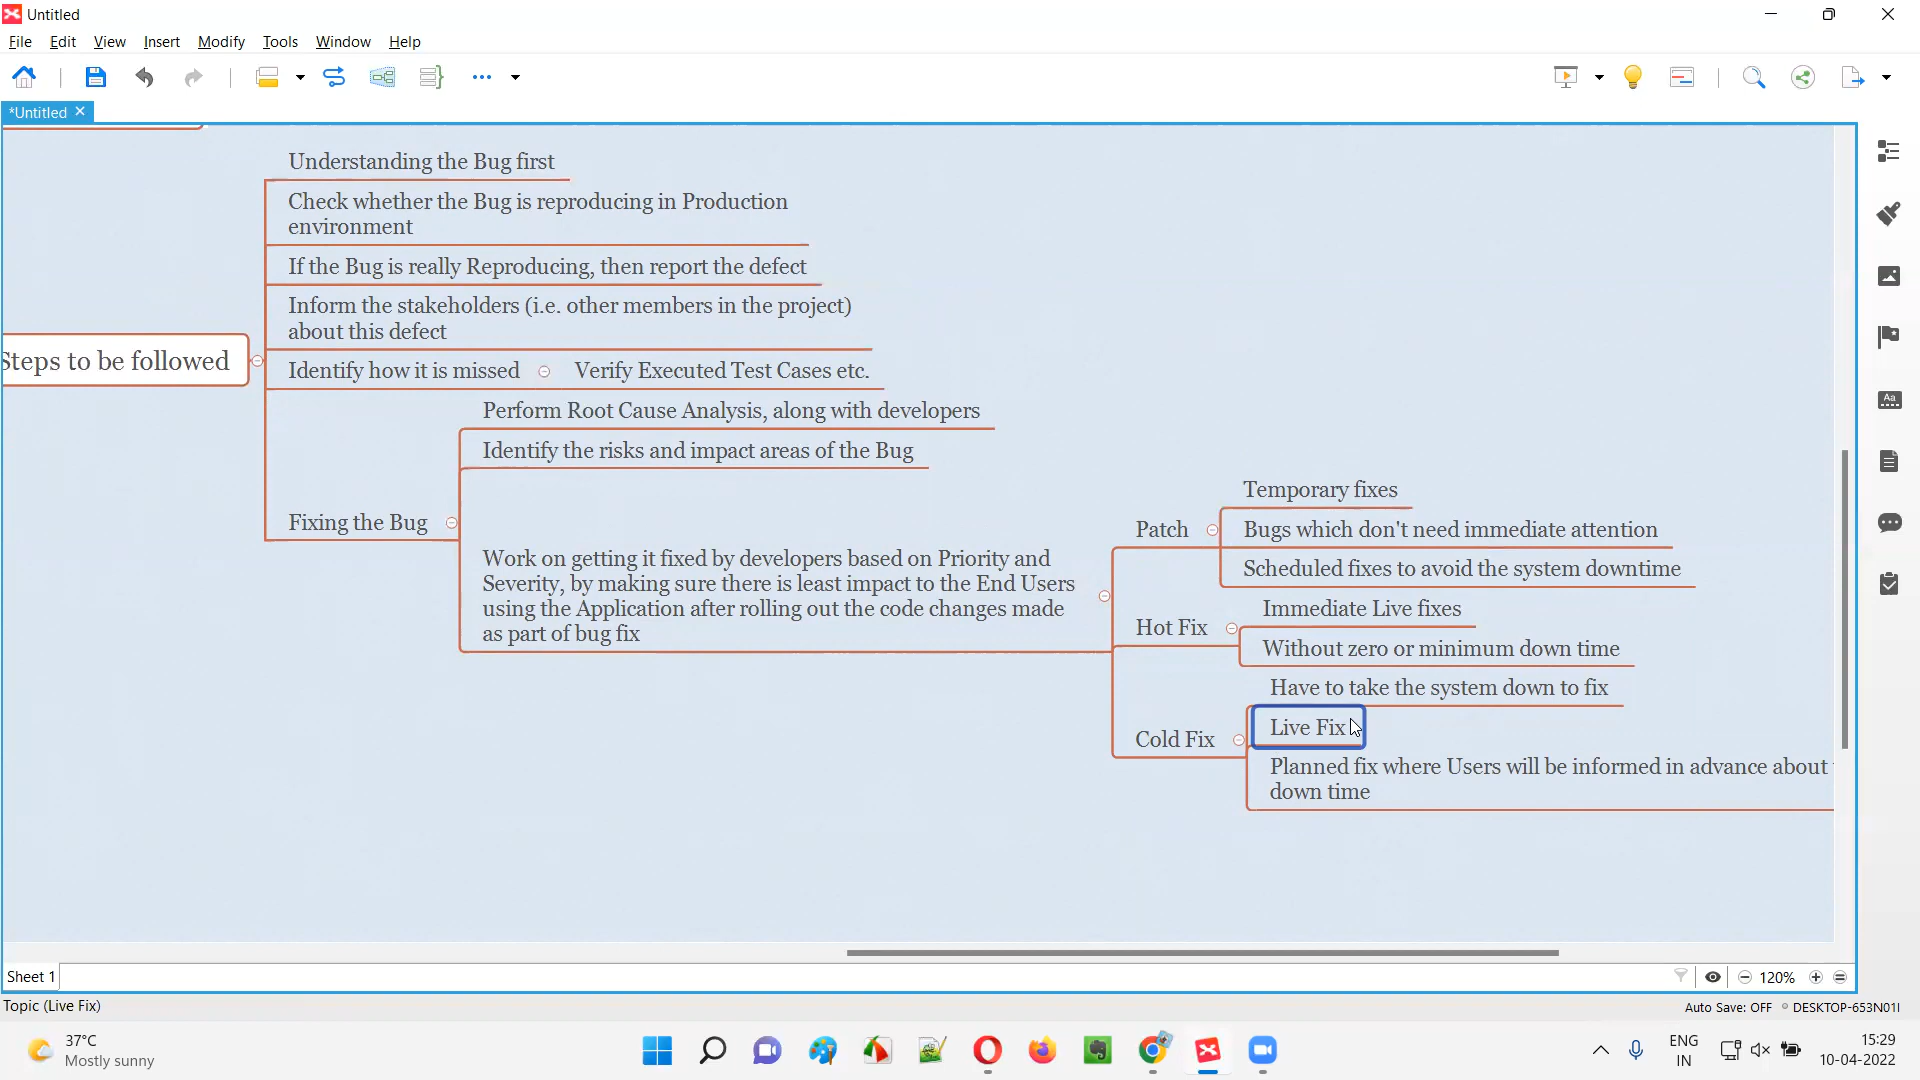 Untitled
File Edit View Insert Modify Tools Window Help
*Untitled
Understanding the Bug first
Check whether the Bug is reproducing in Production
environment
If the Bug is really Reproducing, then report the defect
Inform the stakeholders (i.e. other members in the project)
about this defect
Steps to be followed
Identify how it is missed
Verify Executed Test Cases etc.
Perform Root Cause Analysis, along with developers
Identify the risks and impact areas of the Bug
Fixing the Bug
Work on getting it fixed by developers based on Priority and
Severity, by making sure there is least impact to the End Users
using the Application after rolling out the code changes made
as part of bug fix
Temporary fixes
Patch
Bugs which don't need immediate attention
Scheduled fixes to avoid the system downtime
Immediate Live fixes
Hot Fix
Without zero or minimum down time
Have to take the system down to fix
Live Fix
Cold Fix
Planned fix where Users will be informed in advance about
down time
Aa
Sheet 1
120%
Topic (Live Fix)
Auto Save: OFF
DESKTOP-653N01I
37°C
Mostly sunny
ENG
IN
15:29
10-04-2022